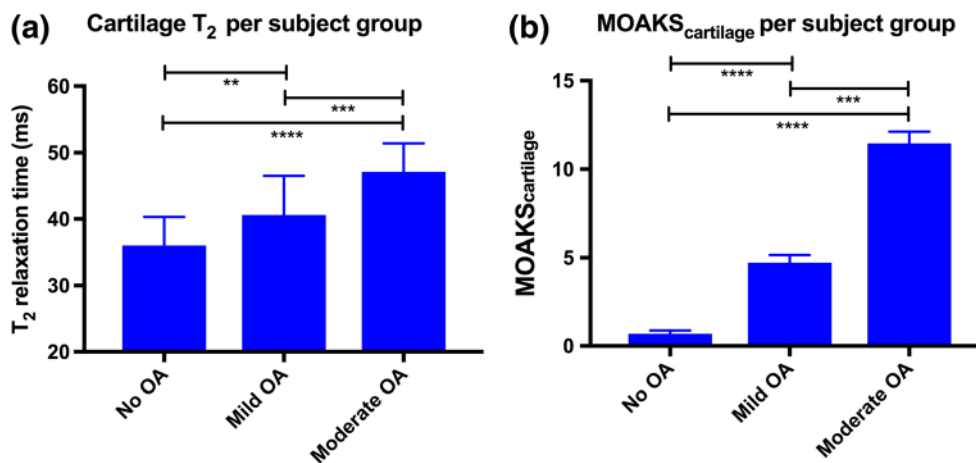 (a) Cartilage T2 per subject group
**
***
****
T2 relaxation time (ms)
60
50
40
30
20
No OA
Mild OA
Moderate OA
(b) MOAKScartilage per subject group
****
***
****
MOAKScartilage
15
10
5
0
No OA
Mild OA
Moderate OA